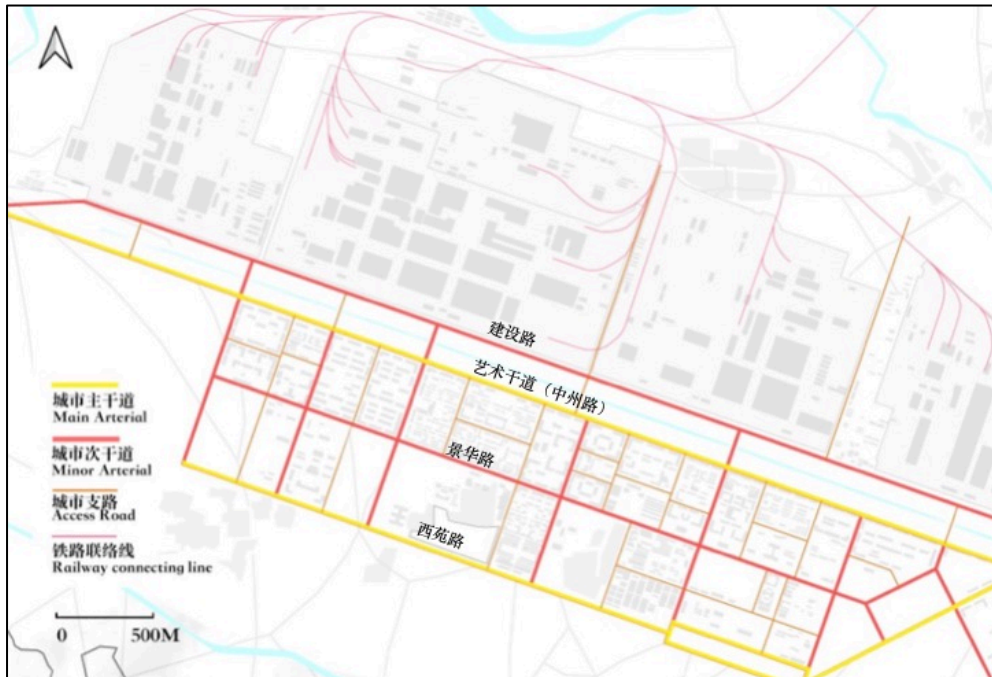 建设路
艺术干道（中州路）
景华路
西苑路
城市主干道
Main Arterial
城市次干道
Minor Arterial
城市支路
Access Road
铁路联络线
Railway connecting line
0 500M